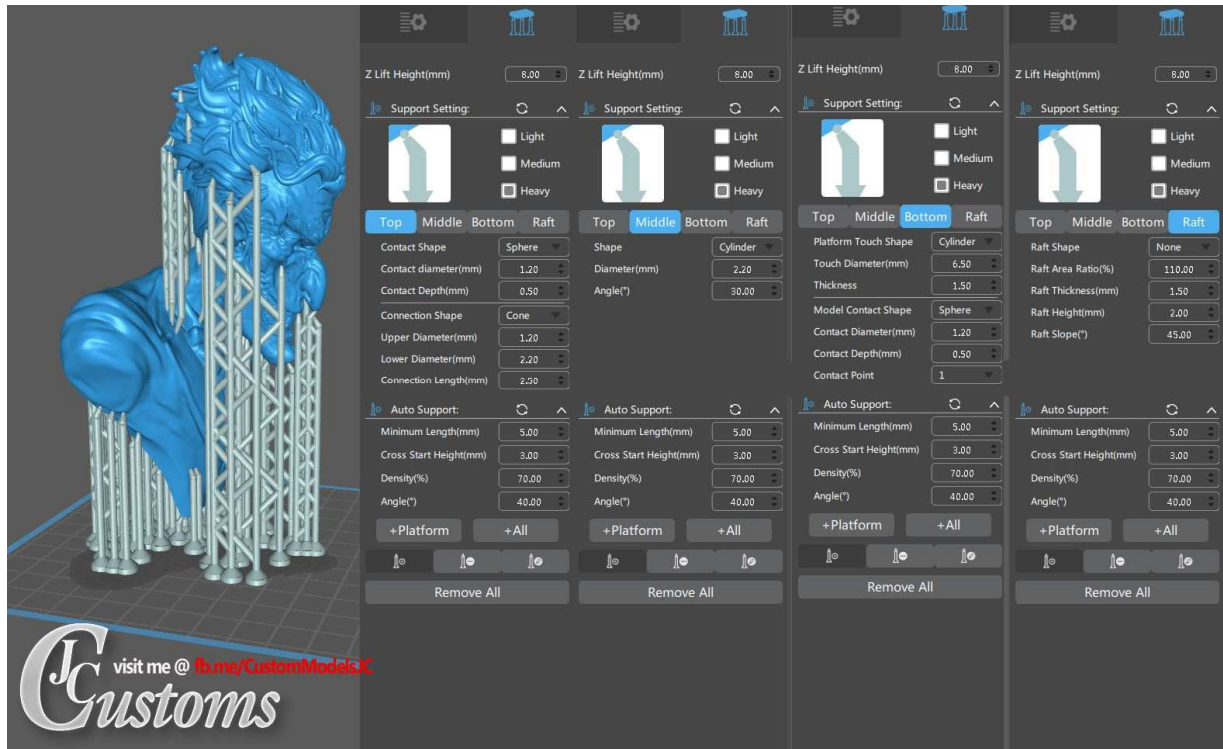 Z Lift Height(mm) 8.00
Support Setting:
Light
Medium
Heavy
Top Middle Bottom Raft
Contact Shape Sphere
Contact diameter(mm) 1.20
Contact Depth(mm) 0.50
Connection Shape Cone
Upper Diameter(mm) 1.20
Lower Diameter(mm) 2.20
Connection Length(mm) 2.50
Auto Support:
Minimum Length(mm) 5.00
Cross Start Height(mm) 3.00
Density(%) 70.00
Angle(°) 40.00
+Platform +All
Remove All
Z Lift Height(mm) 8.00
Support Setting:
Light
Medium
Heavy
Top Middle Bottom Raft
Shape Cylinder
Diameter(mm) 2.20
Angle(°) 30.00
Auto Support:
Minimum Length(mm) 5.00
Cross Start Height(mm) 3.00
Density(%) 70.00
Angle(°) 40.00
+Platform +All
Remove All
Z Lift Height(mm) 8.00
Support Setting:
Light
Medium
Heavy
Top Middle Bottom Raft
Platform Touch Shape Cylinder
Touch Diameter(mm) 6.50
Thickness 1.50
Model Contact Shape Sphere
Contact Diameter(mm) 1.20
Contact Depth(mm) 0.50
Contact Point 1
Auto Support:
Minimum Length(mm) 5.00
Cross Start Height(mm) 3.00
Density(%) 70.00
Angle(°) 40.00
+Platform +All
Remove All
Z Lift Height(mm) 8.00
Support Setting:
Light
Medium
Heavy
Top Middle Bottom Raft
Raft Shape None
Raft Area Ratio(%) 110.00
Raft Thickness(mm) 1.50
Raft Height(mm) 2.00
Raft Slope(°) 45.00
Auto Support:
Minimum Length(mm) 5.00
Cross Start Height(mm) 3.00
Density(%) 70.00
Angle(°) 40.00
+Platform +All
Remove All
JC Customs
visit me @ fb.me/CustomModelsJC